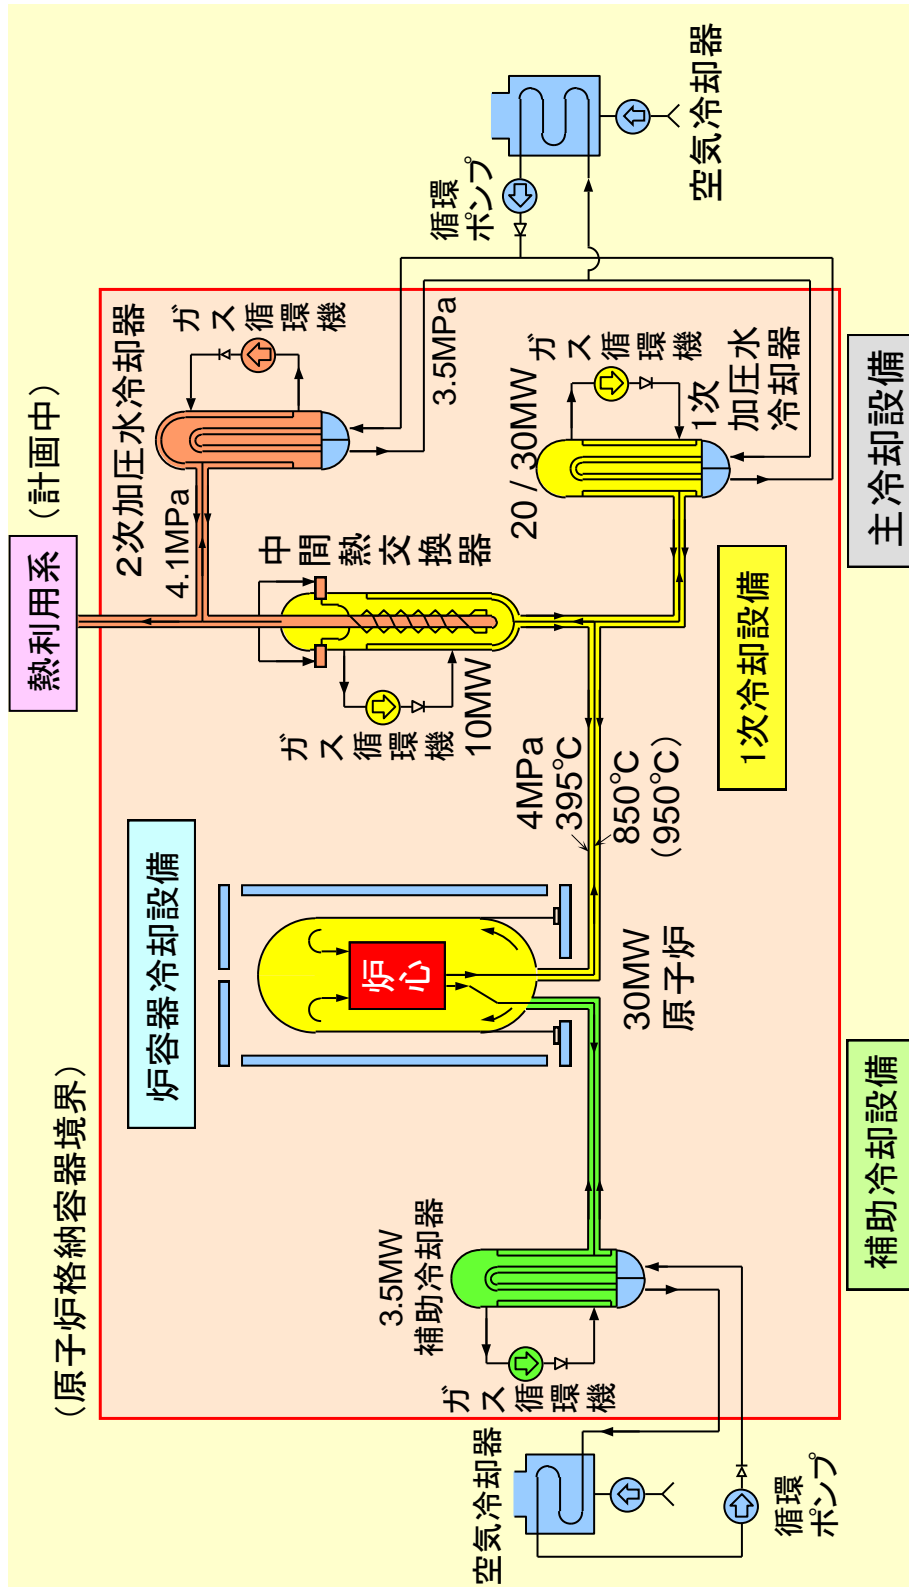 (原子炉格納容器境界)
熱利用系
(計画中)
炉容器冷却設備
2次加圧水冷却器
4.1MPa
ガス循環機
中間熱交換器
ガス循環機
10MW
3.5MPa
循環
ポンプ
空気冷却器
20 / 30MW
ガス循環機
1次
加圧水
冷却器
炉心
4MPa
395℃
850℃
(950℃)
30MW
原子炉
3.5MW
補助冷却器
ガス循環機
空気冷却器
循環
ポンプ
1次冷却設備
補助冷却設備
主冷却設備